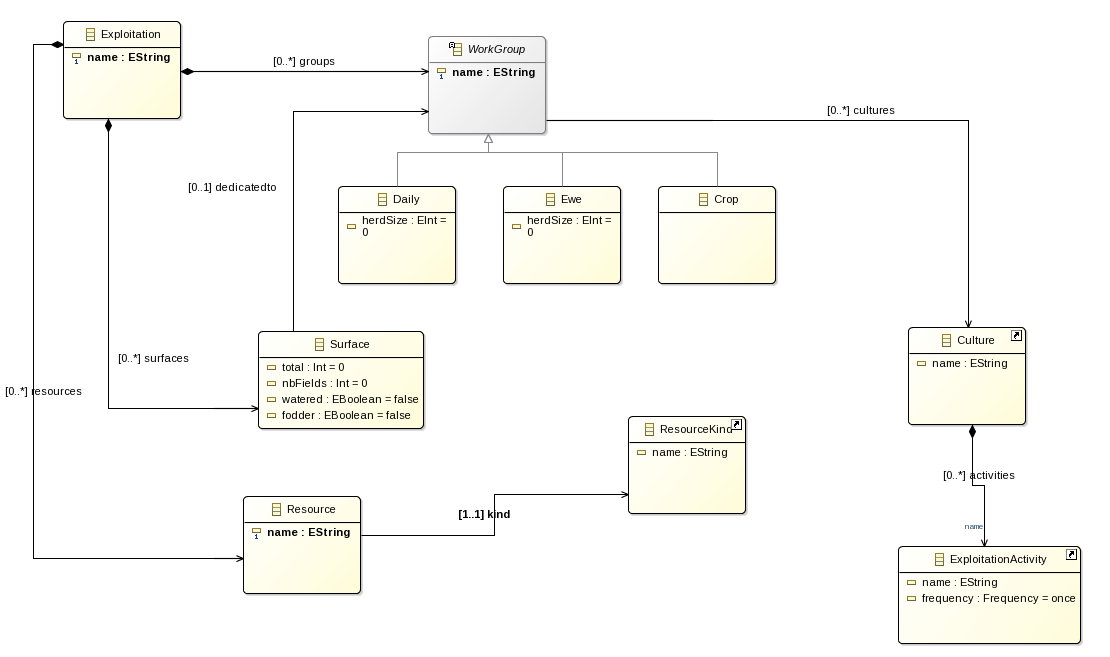 Exploitation
name : EString
[0..*] groups
WorkGroup
name : EString
[0..*] cultures
[0..1] dedicatedto
Daily
herdSize : EInt =
0
Ewe
herdSize : EInt =
0
Crop
Surface
total : Int = 0
nbFields : Int = 0
watered : EBoolean = false
fodder : EBoolean = false
[0..*] surfaces
[0..*] resources
Culture
name : EString
ResourceKind
name : EString
[0..*] activities
name
Resource
name : EString
[1..1] kind
ExploitationActivity
name : EString
frequency : Frequency = once